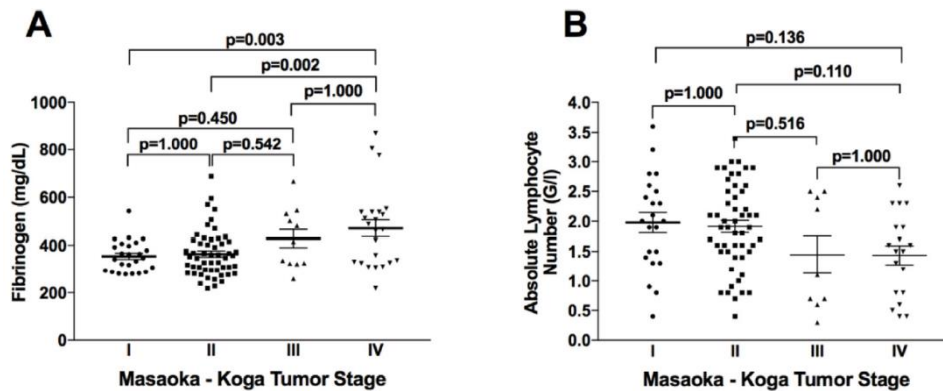 A
p=0.003
p=0.002
p=1.000
p=0.450
p=1.000
p=0.542
Fibrinogen (mg/dL)
1000
800
600
400
200
0
I II III IV
Masaoka - Koga Tumor Stage
B
p=0.136
p=0.110
p=1.000
p=0.516
p=1.000
Absolute Lymphocyte
Number (G/l)
4.0
3.5
3.0
2.5
2.0
1.5
1.0
0.5
0.0
I II III IV
Masaoka - Koga Tumor Stage